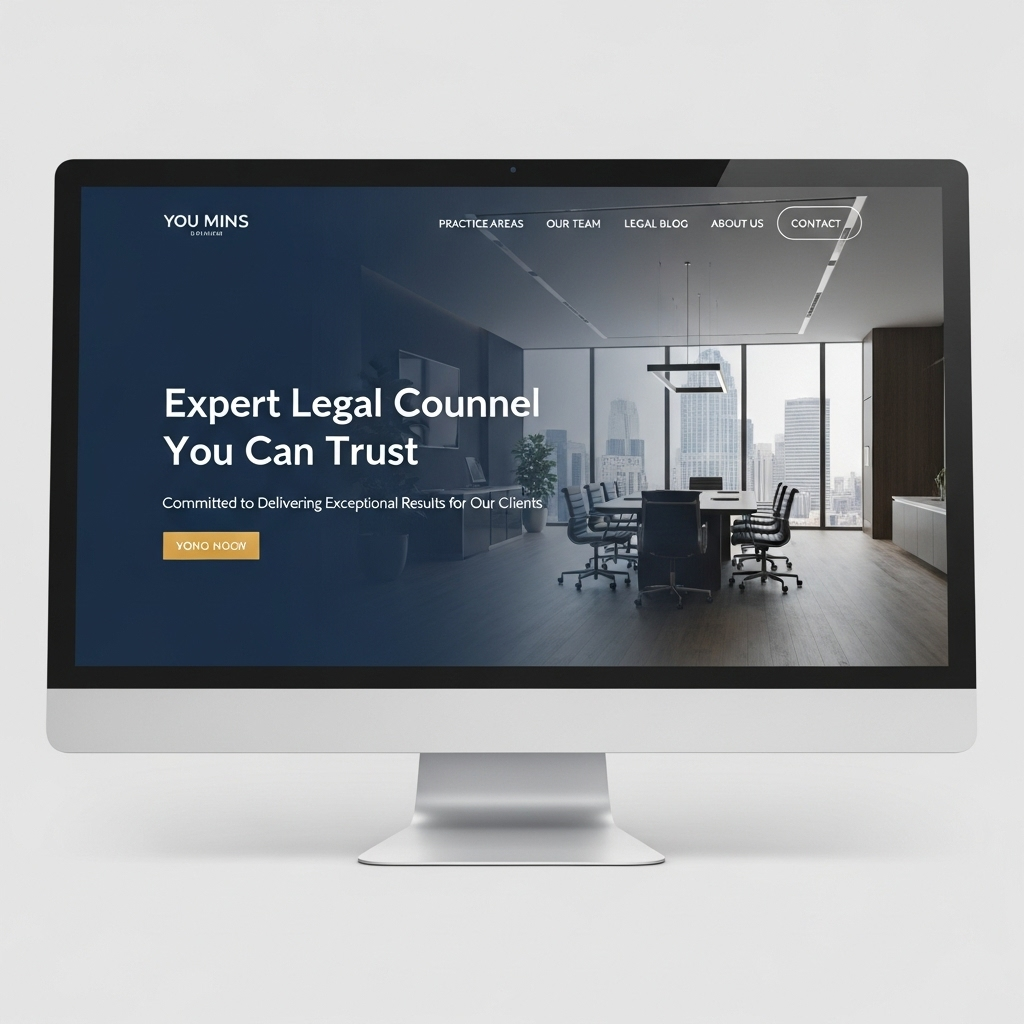 YOU MINS
PRACTICE AREAS
OUR TEAM
LEGAL BLOG
ABOUT US
CONTACT
Expert Legal Counnel
You Can Trust
Committed to Delivering Exceptional Results for Our Clients
YONO NOOW